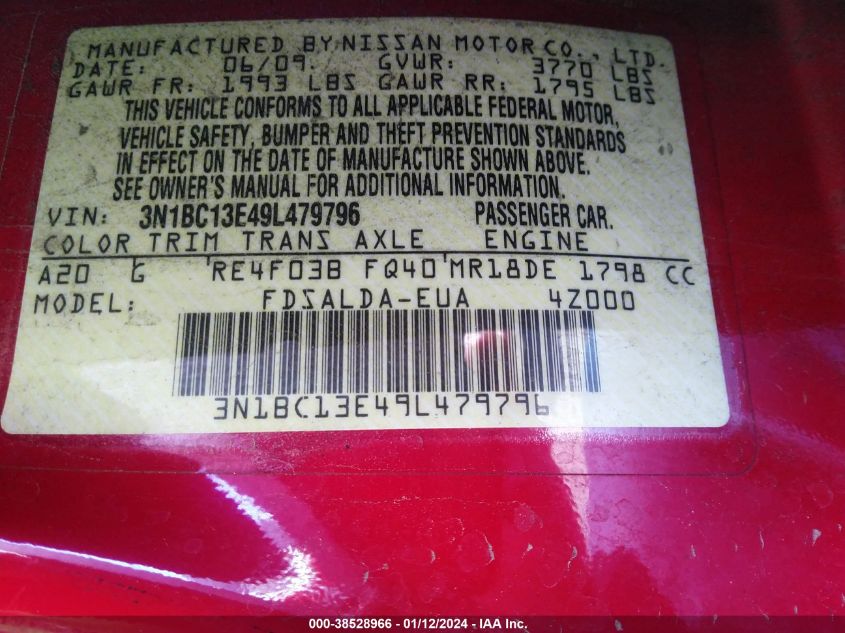 MANUFACTURED BY NISSAN MOTOR CO., LTD.
DATE: 06/09. GVWR: 3770 LBS
GAWR FR: 1993 LBS GAWR RR: 1795 LBS
THIS VEHICLE CONFORMS TO ALL APPLICABLE FEDERAL MOTOR
VEHICLE SAFETY, BUMPER AND THEFT PREVENTION STANDARDS
IN EFFECT ON THE DATE OF MANUFACTURE SHOWN ABOVE.
SEE OWNER'S MANUAL FOR ADDITIONAL INFORMATION.
VIN: 3N1BC13E49L479796 PASSENGER CAR.
COLOR TRIM TRANS AXLE ENGINE
A20 G RE4F03B FQ40 MR18DE 1798 CC
MODEL: FDSALDA-EUA 4Z000
3N1BC13E49L479796
000-38528966 - 01/12/2024 - IAA Inc.